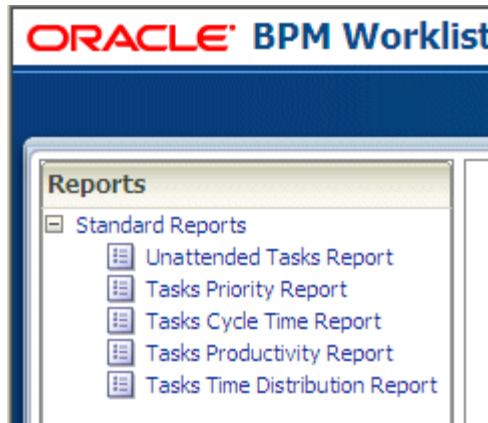 ORACLE BPM Worklist
Reports
Standard Reports
Unattended Tasks Report
Tasks Priority Report
Tasks Cycle Time Report
Tasks Productivity Report
Tasks Time Distribution Report